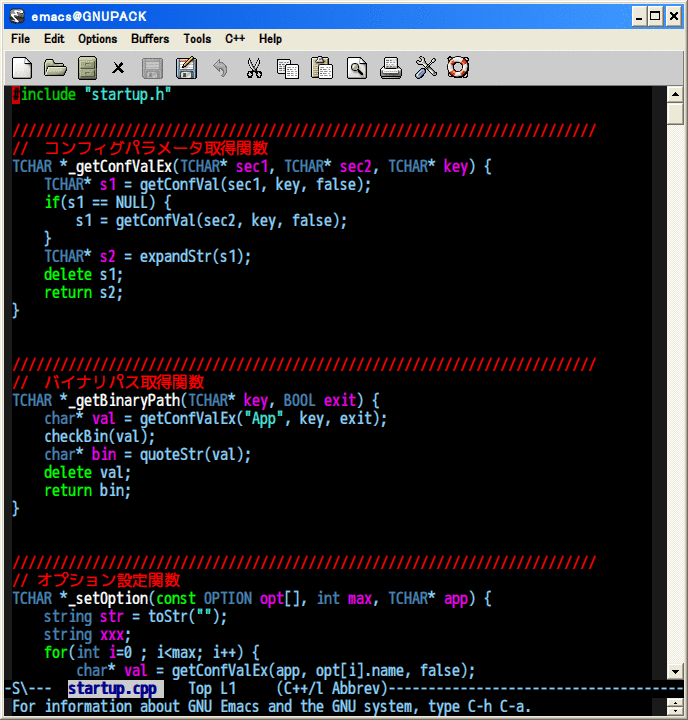 emacs@GNUPACK
File Edit Options Buffers Tools C++ Help
#include "startup.h"
/////////////////////////////////////////////////////////////////////////
// コンフィグパラメータ取得関数
TCHAR *_getConfValEx(TCHAR* sec1, TCHAR* sec2, TCHAR* key) {
    TCHAR* s1 = getConfVal(sec1, key, false);
    if(s1 == NULL) {
        s1 = getConfVal(sec2, key, false);
    }
    TCHAR* s2 = expandStr(s1);
    delete s1;
    return s2;
}
/////////////////////////////////////////////////////////////////////////
// バイナリパス取得関数
TCHAR *_getBinaryPath(TCHAR* key, BOOL exit) {
    char* val = getConfValEx("App", key, exit);
    checkBin(val);
    char* bin = quoteStr(val);
    delete val;
    return bin;
}
/////////////////////////////////////////////////////////////////////////
// オプション設定関数
TCHAR *_setOption(const OPTION opt[], int max, TCHAR* app) {
    string str = toStr("");
    string xxx;
    for(int i=0 ; i<max; i++) {
        char* val = getConfValEx(app, opt[i].name, false);
-S\--- startup.cpp Top L1 (C++/l Abbrev)-------------------------------------
For information about GNU Emacs and the GNU system, type C-h C-a.